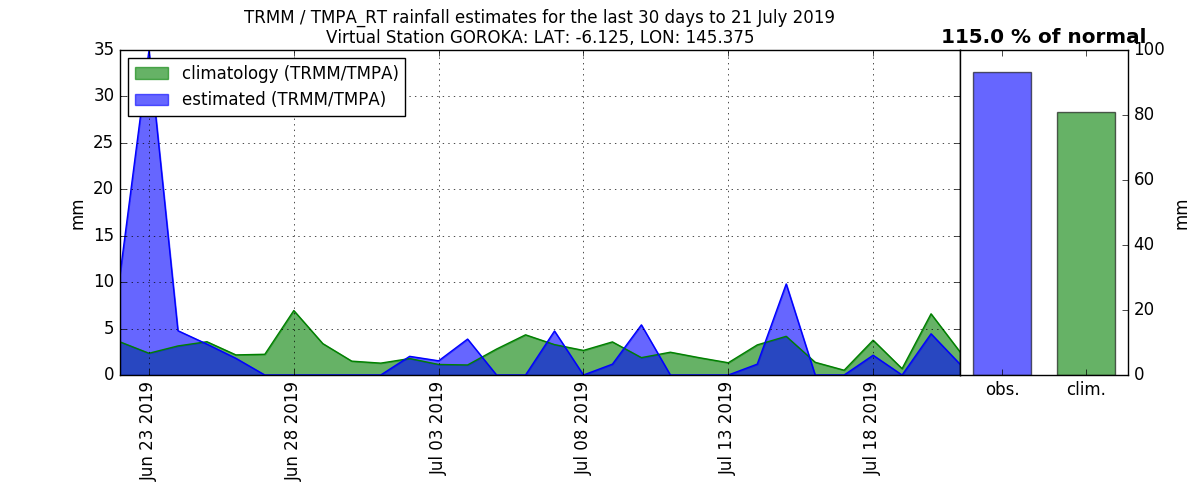 TRMM / TMPA_RT rainfall estimates for the last 30 days to 21 July 2019
Virtual Station GOROKA: LAT: -6.125, LON: 145.375
115.0 % of normal
climatology (TRMM/TMPA)
estimated (TRMM/TMPA)
35
30
25
20
15
10
5
0
mm
Jun 23 2019
Jun 28 2019
Jul 03 2019
Jul 08 2019
Jul 13 2019
Jul 18 2019
obs.
clim.
100
80
60
40
20
0
mm